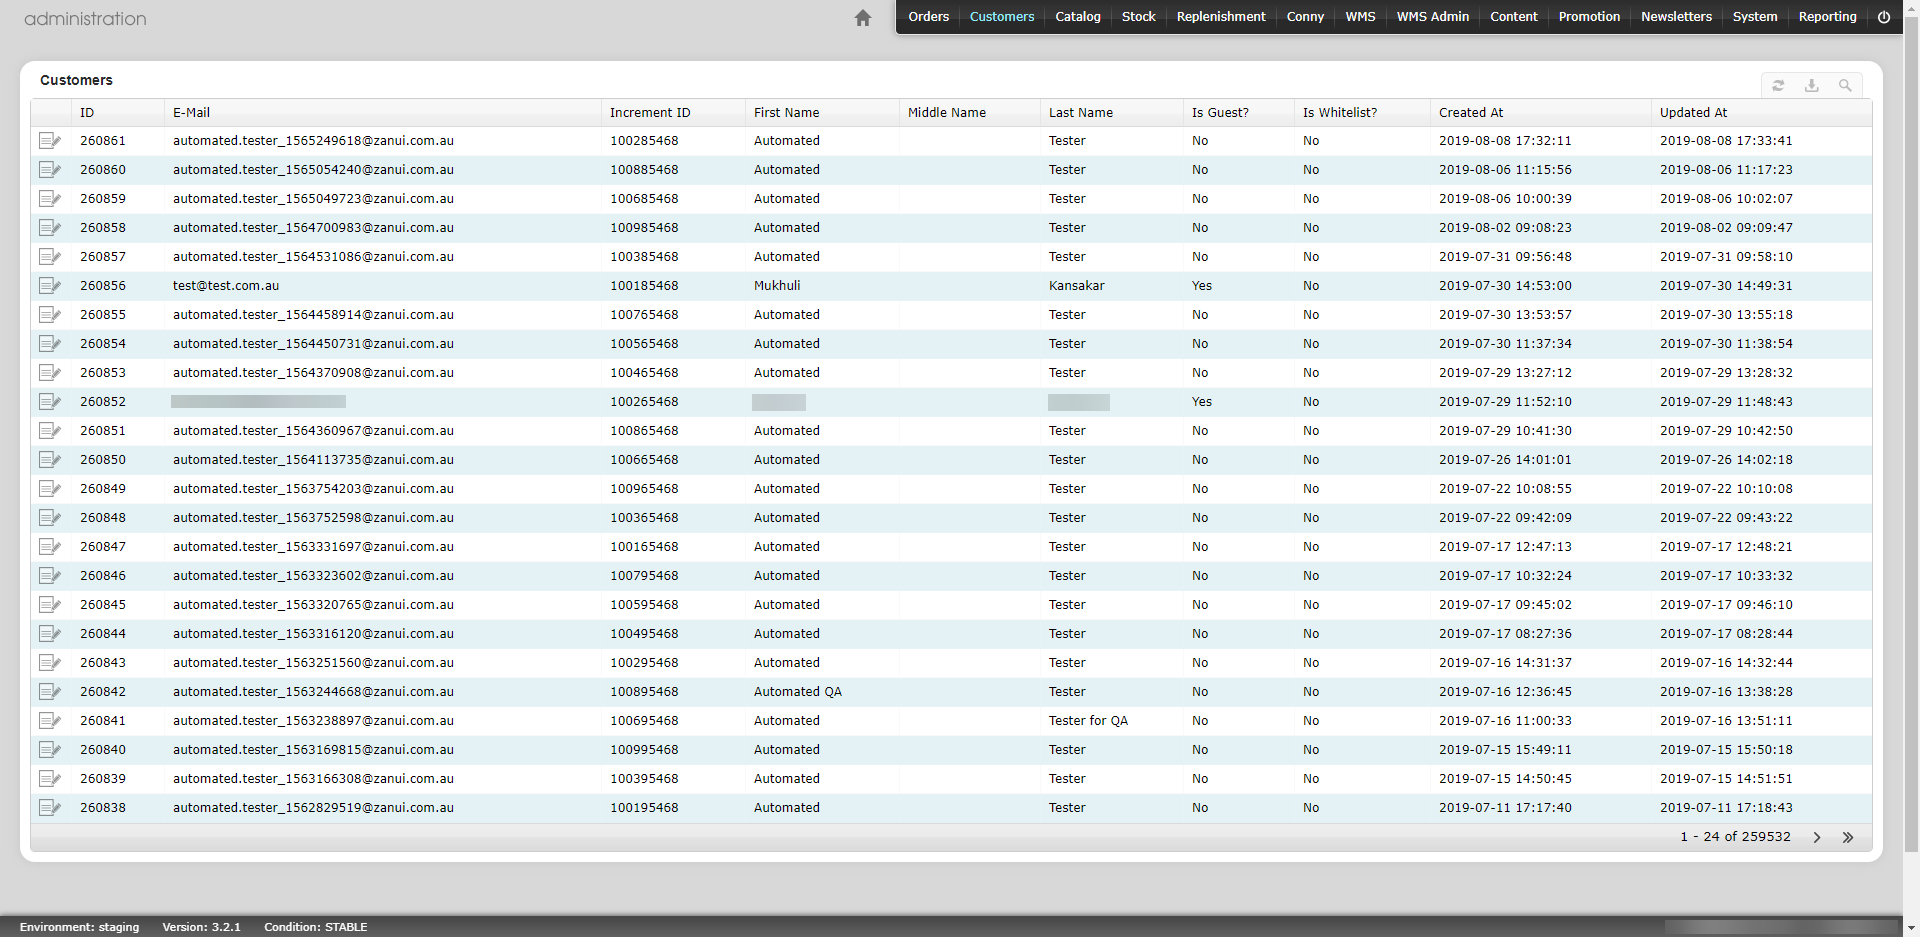 administration
Orders Customers Catalog Stock Replenishment Conny WMS WMS Admin Content Promotion Newsletters System Reporting
Customers
ID E-Mail Increment ID First Name Middle Name Last Name Is Guest? Is Whitelist? Created At Updated At
260861 automated.tester_1565249618@zanui.com.au 100285468 Automated Tester No No 2019-08-08 17:32:11 2019-08-08 17:33:41
260860 automated.tester_1565054240@zanui.com.au 100885468 Automated Tester No No 2019-08-06 11:15:56 2019-08-06 11:17:23
260859 automated.tester_1565049723@zanui.com.au 100685468 Automated Tester No No 2019-08-06 10:00:39 2019-08-06 10:02:07
260858 automated.tester_1564700983@zanui.com.au 100985468 Automated Tester No No 2019-08-02 09:08:23 2019-08-02 09:09:47
260857 automated.tester_1564531086@zanui.com.au 100385468 Automated Tester No No 2019-07-31 09:56:48 2019-07-31 09:58:10
260856 test@test.com.au 100185468 Mukhuli Kansakar Yes No 2019-07-30 14:53:00 2019-07-30 14:49:31
260855 automated.tester_1564458914@zanui.com.au 100765468 Automated Tester No No 2019-07-30 13:53:57 2019-07-30 13:55:18
260854 automated.tester_1564450731@zanui.com.au 100565468 Automated Tester No No 2019-07-30 11:37:34 2019-07-30 11:38:54
260853 automated.tester_1564370908@zanui.com.au 100465468 Automated Tester No No 2019-07-29 13:27:12 2019-07-29 13:28:32
260852 100265468 Yes No 2019-07-29 11:52:10 2019-07-29 11:48:43
260851 automated.tester_1564360967@zanui.com.au 100865468 Automated Tester No No 2019-07-29 10:41:30 2019-07-29 10:42:50
260850 automated.tester_1564113735@zanui.com.au 100665468 Automated Tester No No 2019-07-26 14:01:01 2019-07-26 14:02:18
260849 automated.tester_1563754203@zanui.com.au 100965468 Automated Tester No No 2019-07-22 10:08:55 2019-07-22 10:10:08
260848 automated.tester_1563752598@zanui.com.au 100365468 Automated Tester No No 2019-07-22 09:42:09 2019-07-22 09:43:22
260847 automated.tester_1563331697@zanui.com.au 100165468 Automated Tester No No 2019-07-17 12:47:13 2019-07-17 12:48:21
260846 automated.tester_1563323602@zanui.com.au 100795468 Automated Tester No No 2019-07-17 10:32:24 2019-07-17 10:33:32
260845 automated.tester_1563320765@zanui.com.au 100595468 Automated Tester No No 2019-07-17 09:45:02 2019-07-17 09:46:10
260844 automated.tester_1563316120@zanui.com.au 100495468 Automated Tester No No 2019-07-17 08:27:36 2019-07-17 08:28:44
260843 automated.tester_1563251560@zanui.com.au 100295468 Automated Tester No No 2019-07-16 14:31:37 2019-07-16 14:32:44
260842 automated.tester_1563244668@zanui.com.au 100895468 Automated QA Tester No No 2019-07-16 12:36:45 2019-07-16 13:38:28
260841 automated.tester_1563238897@zanui.com.au 100695468 Automated Tester for QA No No 2019-07-16 11:00:33 2019-07-16 13:51:11
260840 automated.tester_1563169815@zanui.com.au 100995468 Automated Tester No No 2019-07-15 15:49:11 2019-07-15 15:50:18
260839 automated.tester_1563166308@zanui.com.au 100395468 Automated Tester No No 2019-07-15 14:50:45 2019-07-15 14:51:51
260838 automated.tester_1562829519@zanui.com.au 100195468 Automated Tester No No 2019-07-11 17:17:40 2019-07-11 17:18:43
1 - 24 of 259532
Environment: staging Version: 3.2.1 Condition: STABLE